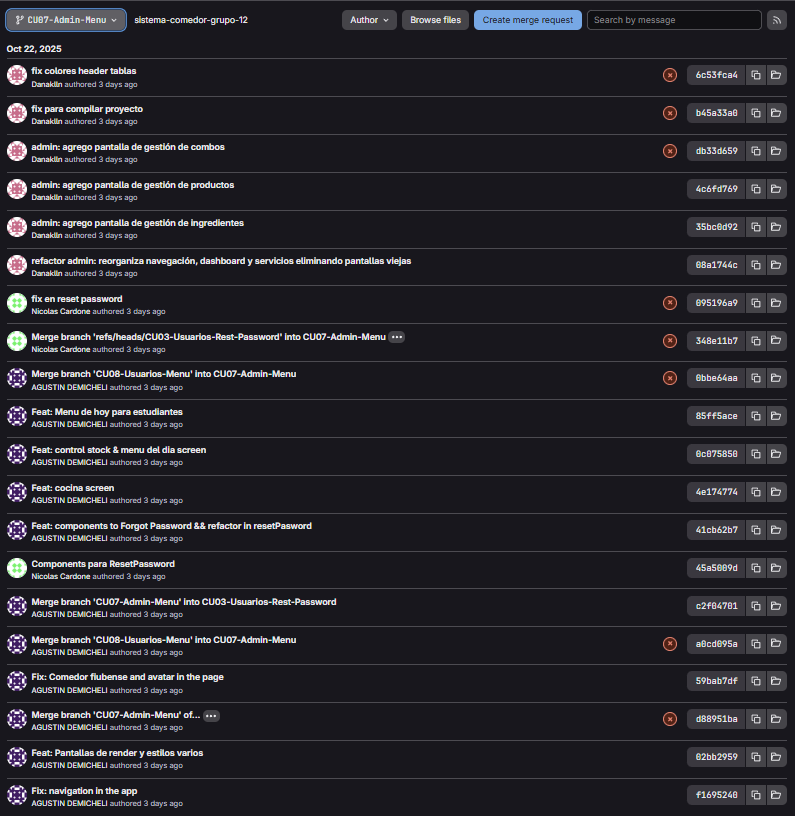 CU07-Admin-Menu sistema-comedor-grupo-12 Author Browse files Create merge request Search by message
Oct 22, 2025
fix colores header tablas
Danaklln authored 3 days ago
6c53fca4
fix para compilar proyecto
Danaklln authored 3 days ago
b45a33a0
admin: agrego pantalla de gestión de combos
Danaklln authored 3 days ago
db33d659
admin: agrego pantalla de gestión de productos
Danaklln authored 3 days ago
4c6fd769
admin: agrego pantalla de gestión de ingredientes
Danaklln authored 3 days ago
35bc0d92
refactor admin: reorganiza navegación, dashboard y servicios eliminando pantallas viejas
Danaklln authored 3 days ago
08a1744c
fix en reset password
Nicolas Cardone authored 3 days ago
095196a9
Merge branch 'refs/heads/CU03-Usuarios-Rest-Password' into CU07-Admin-Menu ...
Nicolas Cardone authored 3 days ago
348e11b7
Merge branch 'CU08-Usuarios-Menu' into CU07-Admin-Menu
AGUSTIN DEMICHELI authored 3 days ago
0bbe64aa
Feat: Menu de hoy para estudiantes
AGUSTIN DEMICHELI authored 3 days ago
85ff5ace
Feat: control stock & menu del dia screen
AGUSTIN DEMICHELI authored 3 days ago
0c075850
Feat: cocina screen
AGUSTIN DEMICHELI authored 3 days ago
4e174774
Feat: components to Forgot Password && refactor in resetPasword
AGUSTIN DEMICHELI authored 3 days ago
41cb62b7
Components para ResetPassword
Nicolas Cardone authored 3 days ago
45a5009d
Merge branch 'CU07-Admin-Menu' into CU03-Usuarios-Rest-Password
AGUSTIN DEMICHELI authored 3 days ago
c2f04701
Merge branch 'CU08-Usuarios-Menu' into CU07-Admin-Menu
AGUSTIN DEMICHELI authored 3 days ago
a0cd095a
Fix: Comedor fiubense and avatar in the page
AGUSTIN DEMICHELI authored 3 days ago
59bab7df
Merge branch 'CU07-Admin-Menu' of... ...
AGUSTIN DEMICHELI authored 3 days ago
d88951ba
Feat: Pantallas de render y estilos varios
AGUSTIN DEMICHELI authored 3 days ago
02bb2959
Fix: navigation in the app
AGUSTIN DEMICHELI authored 3 days ago
f1695240